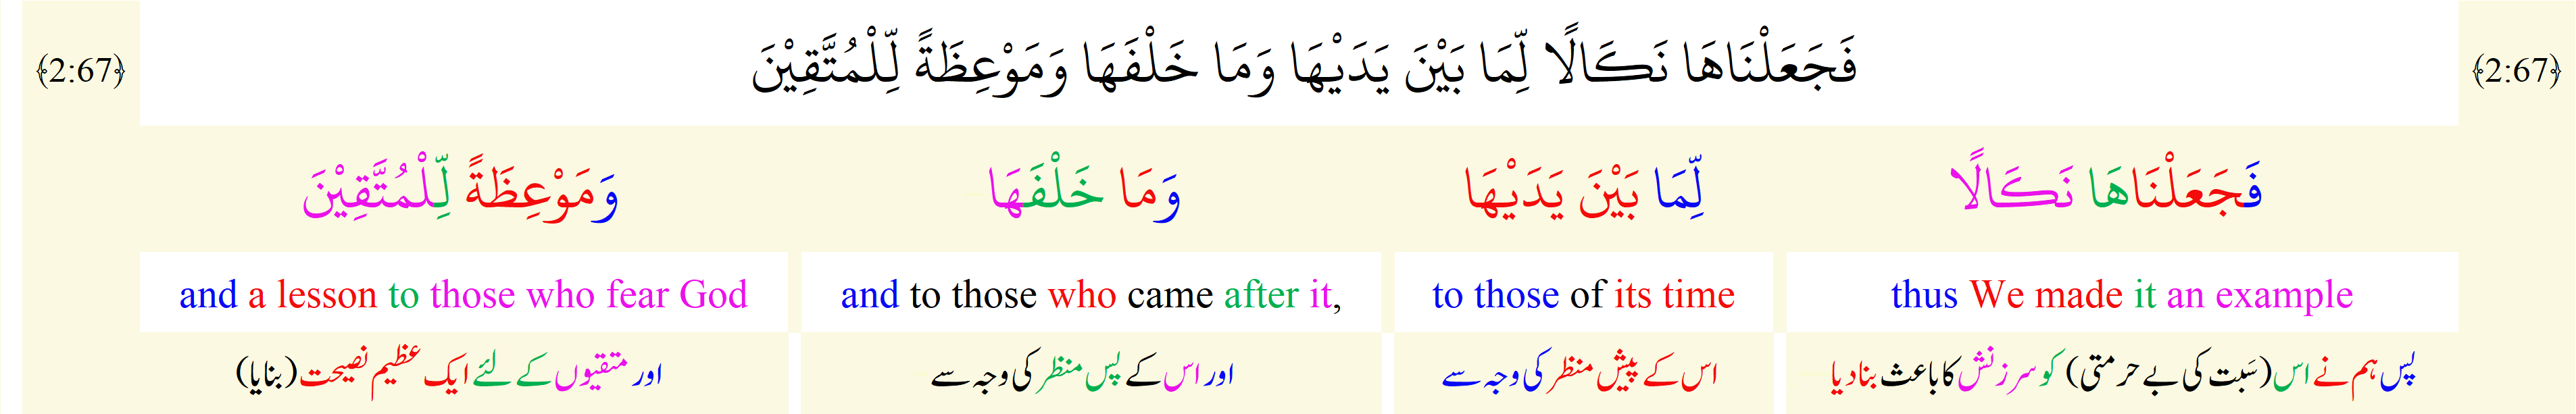 ﴿2:67﴾ فَجَعَلْنَاهَا نَكَالًا لِّمَا بَيْنَ يَدَيْهَا وَمَا خَلْفَهَا وَمَوْعِظَةً لِّلْمُتَّقِيْنَ ﴿2:67﴾
فَجَعَلْنَاهَا نَكَالًا
لِّمَا بَيْنَ يَدَيْهَا
وَمَا خَلْفَهَا
وَمَوْعِظَةً لِّلْمُتَّقِيْنَ
thus We made it an example
to those of its time
and to those who came after it,
and a lesson to those who fear God
پس ہم نے اس (سَبت کی بے حرمتی) کو سرزنش کا باعث بنا دیا
اس کے پیش منظر کی وجہ سے
اور اس کے پس منظر کی وجہ سے
اور متقیوں کے لئے ایک عظیم نصیحت (بنایا)